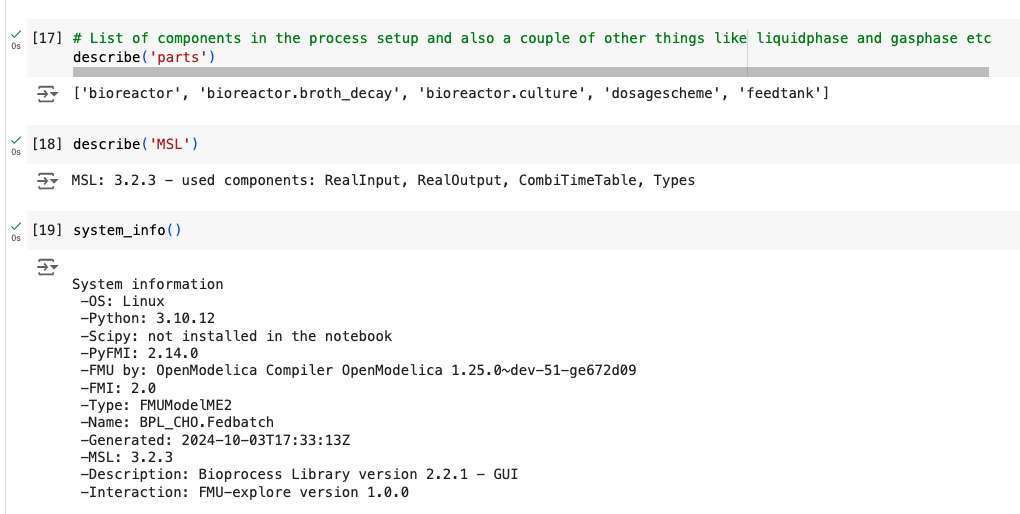 [17] # List of components in the process setup and also a couple of other things like liquidphase and gasphase etc
0s
describe('parts')
['bioreactor', 'bioreactor.broth_decay', 'bioreactor.culture', 'dosagescheme', 'feedtank']
[18] describe('MSL')
0s
MSL: 3.2.3 - used components: RealInput, RealOutput, CombiTimeTable, Types
[19] system_info()
0s
System information
-OS: Linux
-Python: 3.10.12
-Scipy: not installed in the notebook
-PyFMI: 2.14.0
-FMU by: OpenModelica Compiler OpenModelica 1.25.0~dev-51-ge672d09
-FMI: 2.0
-Type: FMUModelME2
-Name: BPL_CHO.Fedbatch
-Generated: 2024-10-03T17:33:13Z
-MSL: 3.2.3
-Description: Bioprocess Library version 2.2.1 - GUI
-Interaction: FMU-explore version 1.0.0